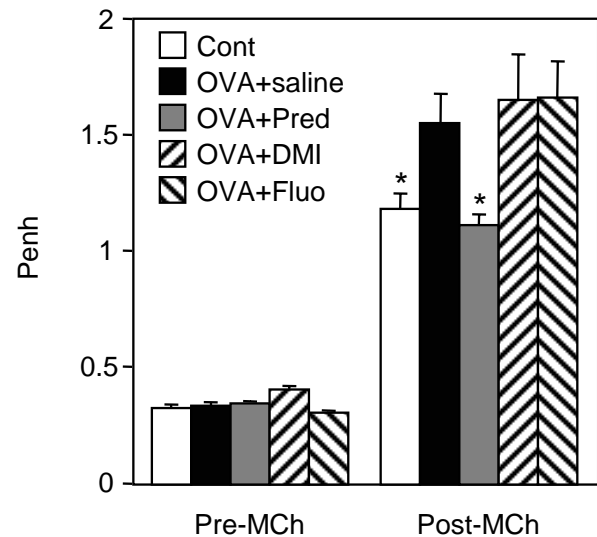 2
Cont
OVA+saline
OVA+Pred
OVA+DMI
OVA+Fluo
1.5
*
*
1
Penh
0.5
0
Pre-MCh
Post-MCh